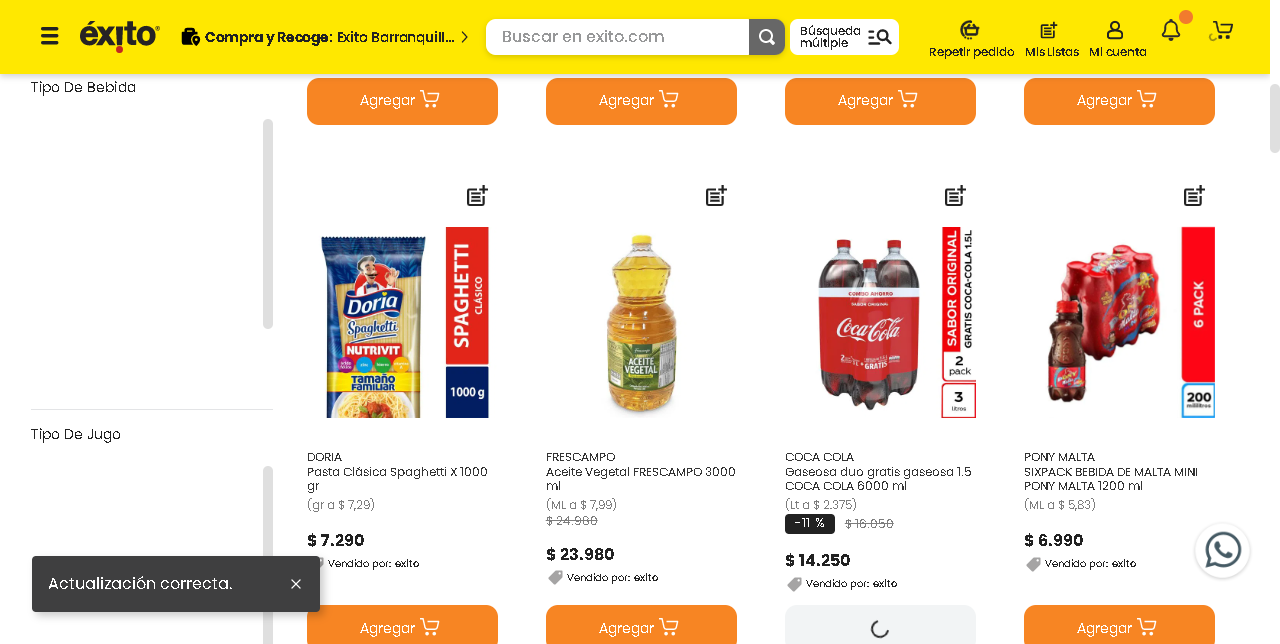 éxito
Compra y Recoge: Exito Barranquill...
Buscar en exito.com
Búsqueda
múltiple
Repetir pedido
Mis Listas
Mi cuenta
Tipo De Bebida
Agregar
Agregar
Agregar
Agregar
Doria
Spaghetti
NUTRIVIT
TAMAÑO
FAMILIAR
SPAGHETTI
CLÁSICO
1000 g
ACEITE
VEGETAL
COMBO AHORRO
SABOR ORIGINAL
Coca-Cola
GRATIS
SABOR ORIGINAL
GRATIS COCA-COLA 1.5L
2
pack
3
litros
6 PACK
200
mililitros
Tipo De Jugo
DORIA
Pasta Clásica Spaghetti X 1000
gr
(gr a $ 7,29)
$ 7.290
Vendido por: exito
FRESCAMPO
Aceite Vegetal FRESCAMPO 3000
ml
(ML a $ 7,99)
$ 24.980
$ 23.980
Vendido por: exito
COCA COLA
Gaseosa duo gratis gaseosa 1.5
COCA COLA 6000 ml
(Lt a $ 2.375)
-11 % $ 16.050
$ 14.250
Vendido por: exito
PONY MALTA
SIXPACK BEBIDA DE MALTA MINI
PONY MALTA 1200 ml
(ML a $ 5,83)
$ 6.990
Vendido por: exito
Actualización correcta.
Agregar
Agregar
Agregar